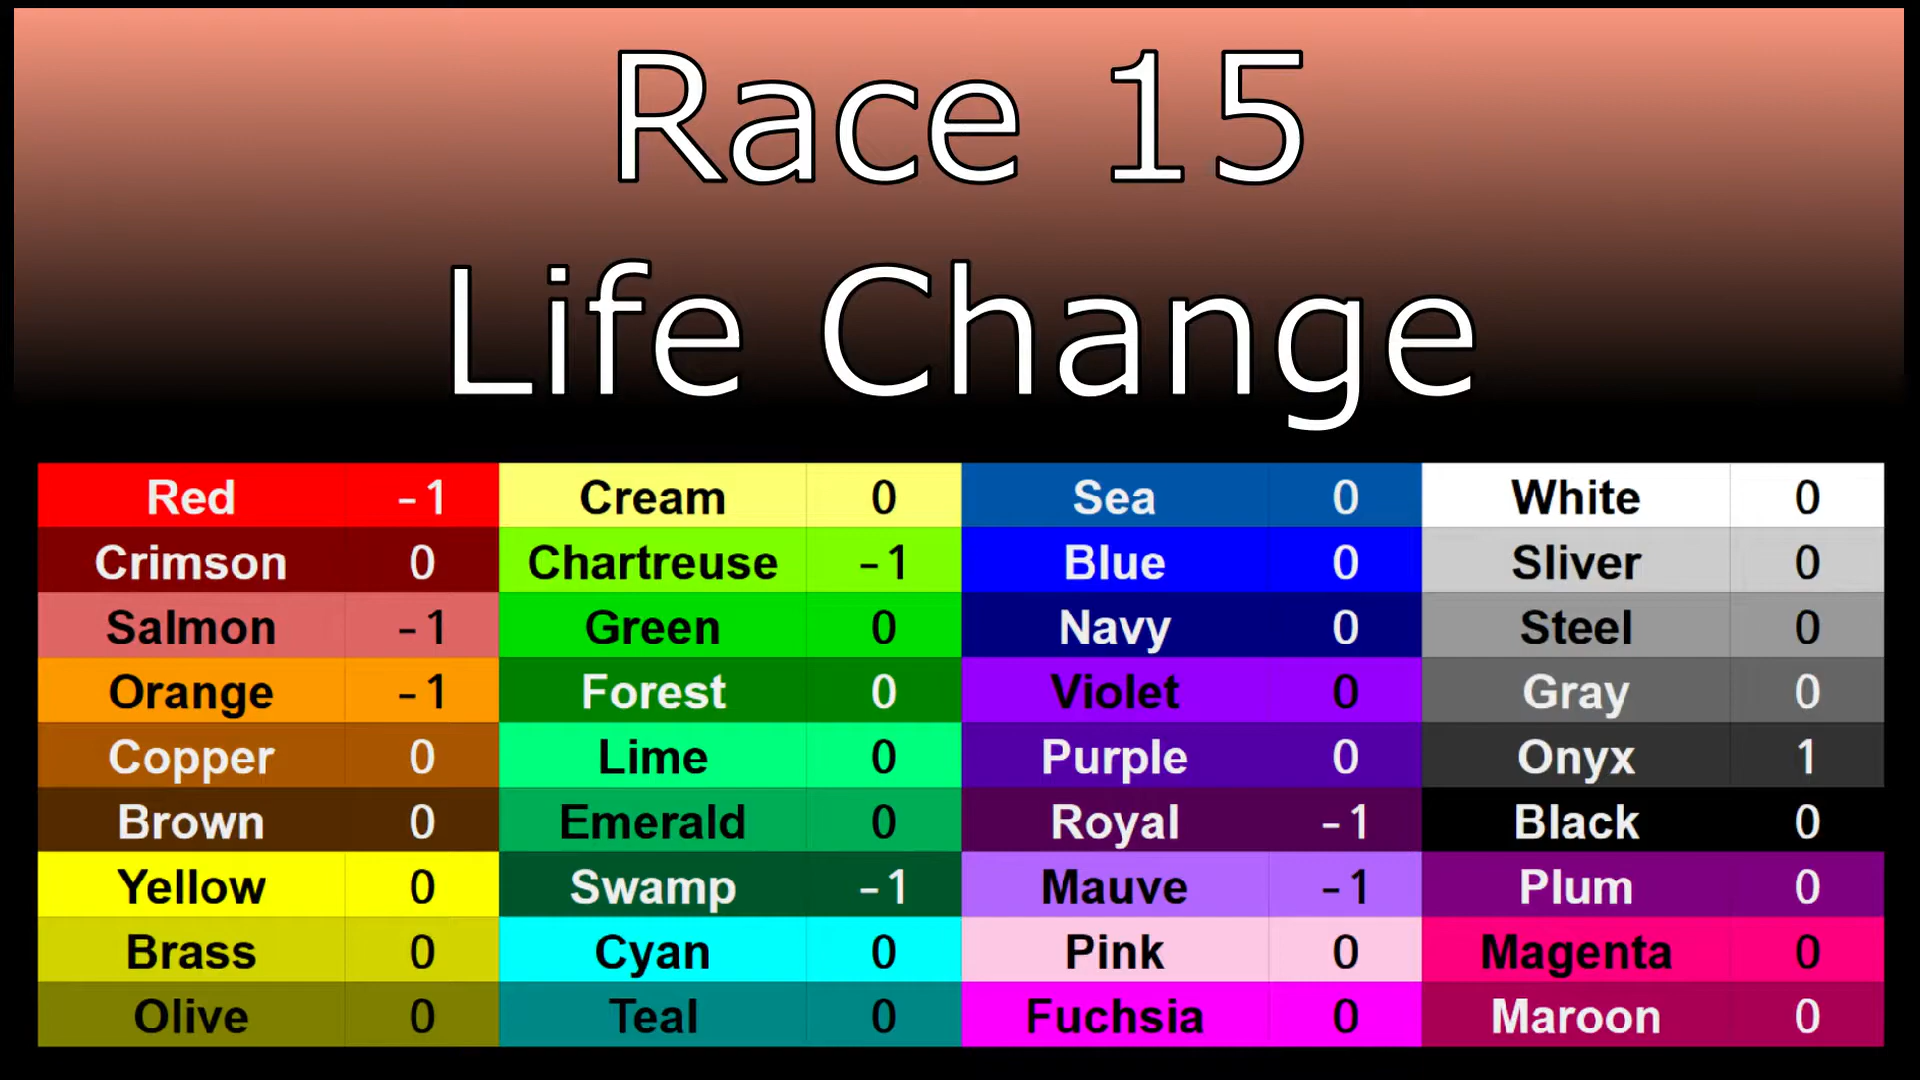 Race 15
Life Change
Red -1 Cream 0 Sea 0 White 0
Crimson 0 Chartreuse -1 Blue 0 Sliver 0
Salmon -1 Green 0 Navy 0 Steel 0
Orange -1 Forest 0 Violet 0 Gray 0
Copper 0 Lime 0 Purple 0 Onyx 1
Brown 0 Emerald 0 Royal -1 Black 0
Yellow 0 Swamp -1 Mauve -1 Plum 0
Brass 0 Cyan 0 Pink 0 Magenta 0
Olive 0 Teal 0 Fuchsia 0 Maroon 0